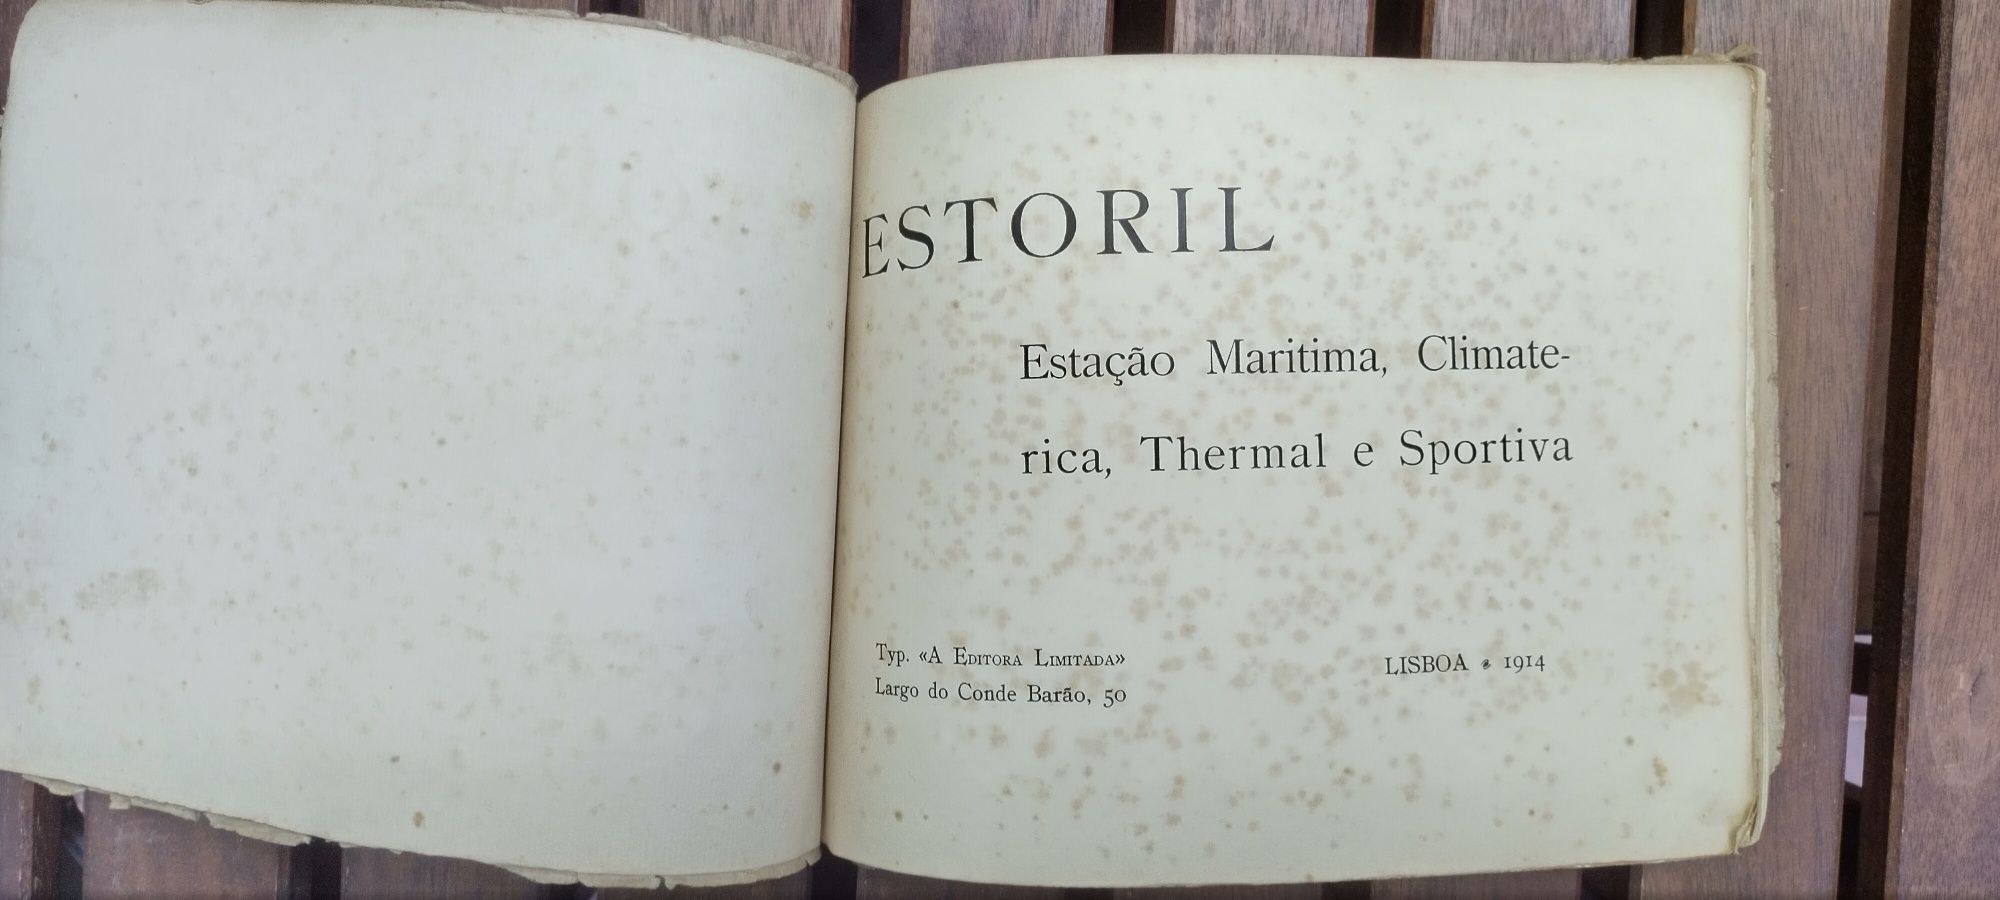 ESTORIL
Estação Maritima, Climate-
rica, Thermal e Sportiva
Typ. «A Editora Limitada»
Largo do Conde Barão, 50
LISBOA 1914